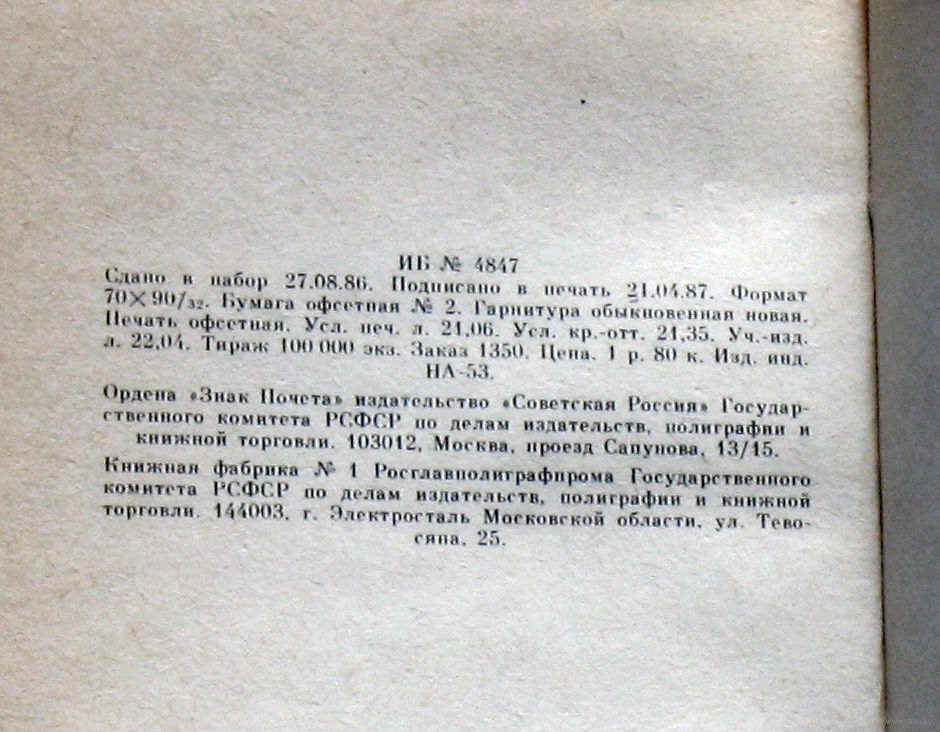 ИБ № 4847
Сдано в набор 27.08.86. Подписано в печать 21.04.87. Формат
70×90/32. Бумага офсетная № 2. Гарнитура обыкновенная новая.
Печать офсетная. Усл. печ. л. 21,06. Усл. кр.-отт. 21,35. Уч.-изд.
л. 22,04. Тираж 100 000 экз. Заказ 1350. Цена. 1 р. 80 к. Изд. инд.
НА-53.
Ордена «Знак Почета» издательство «Советская Россия» Государ-
ственного комитета РСФСР по делам издательств, полиграфии и
книжной торговли. 103012, Москва, проезд Сапунова, 13/15.
Книжная фабрика № 1 Росглавполиграфпрома Государственного
комитета РСФСР по делам издательств, полиграфии и книжной
торговли. 144003, г. Электросталь Московской области, ул. Тево-
сяна, 25.